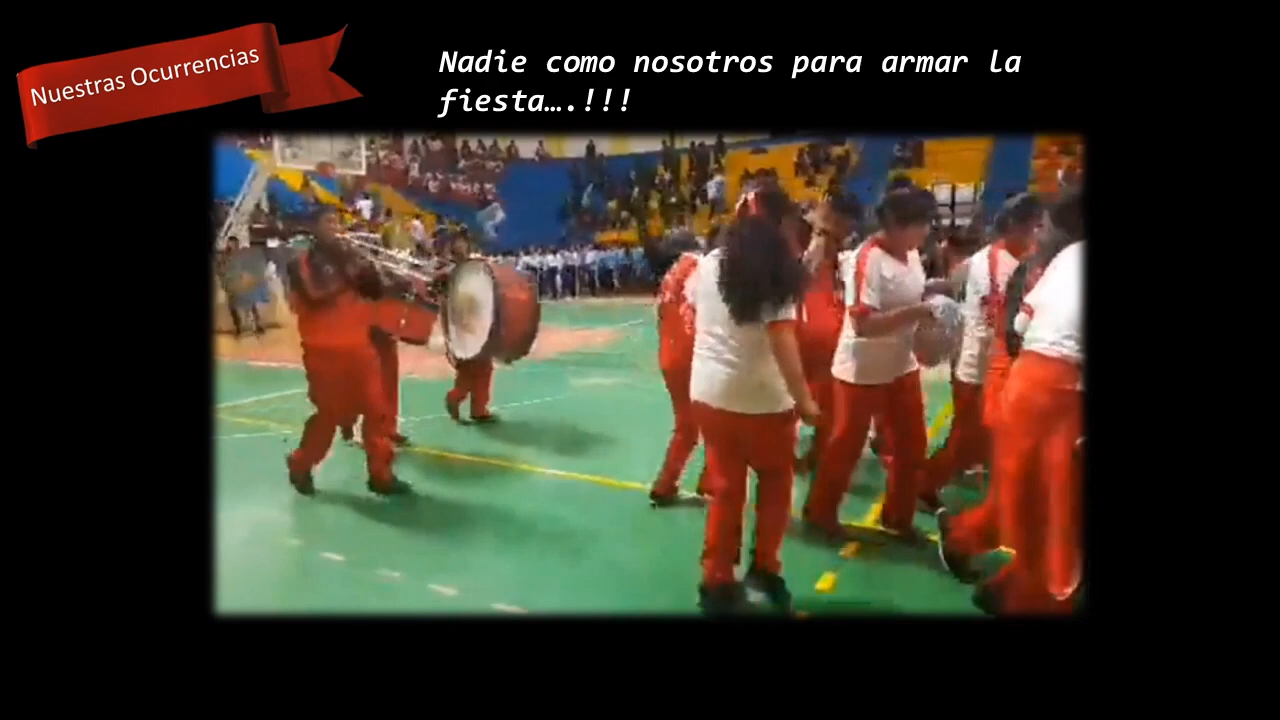 Nuestras Ocurrencias
Nadie como nosotros para armar la
fiesta….!!!